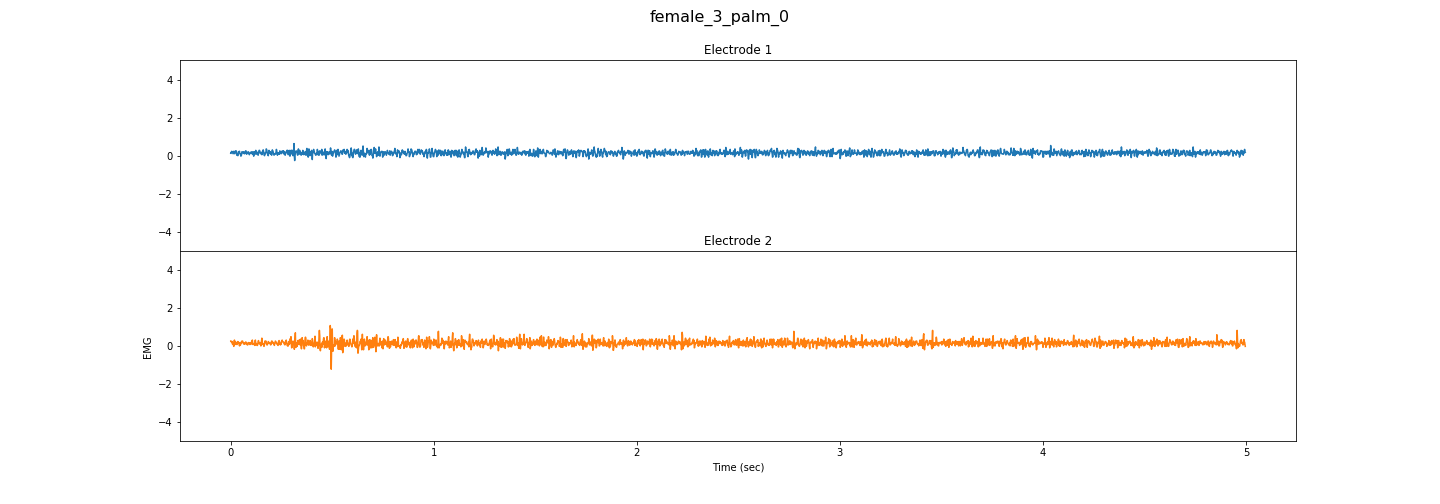 female_3_palm_0
Electrode 1
4
2
0
−2
−4
Electrode 2
4
2
0
−2
−4
EMG
0 1 2 3 4 5
Time (sec)